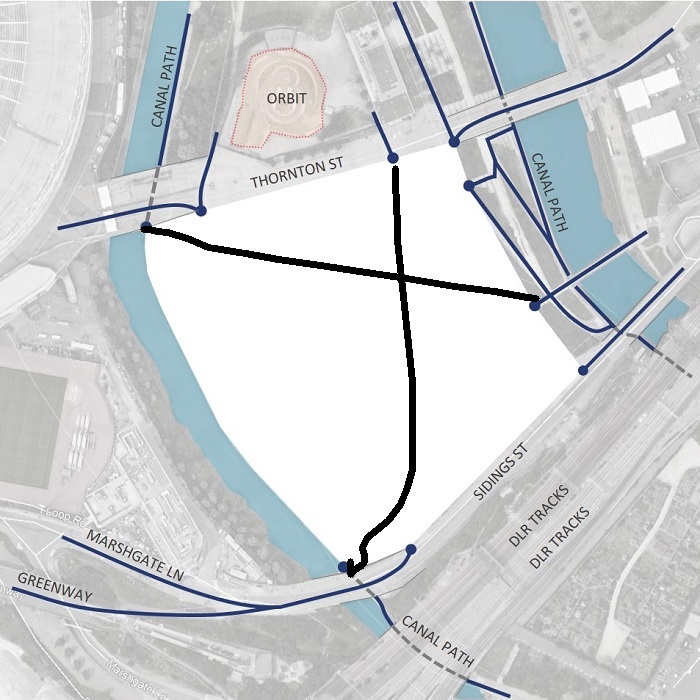 CANAL PATH
ORBIT
THORNTON ST
CANAL PATH
SIDINGS ST
DLR TRACKS
DLR TRACKS
MARSHGATE LN
GREENWAY
CANAL PATH
Marshgate Ln